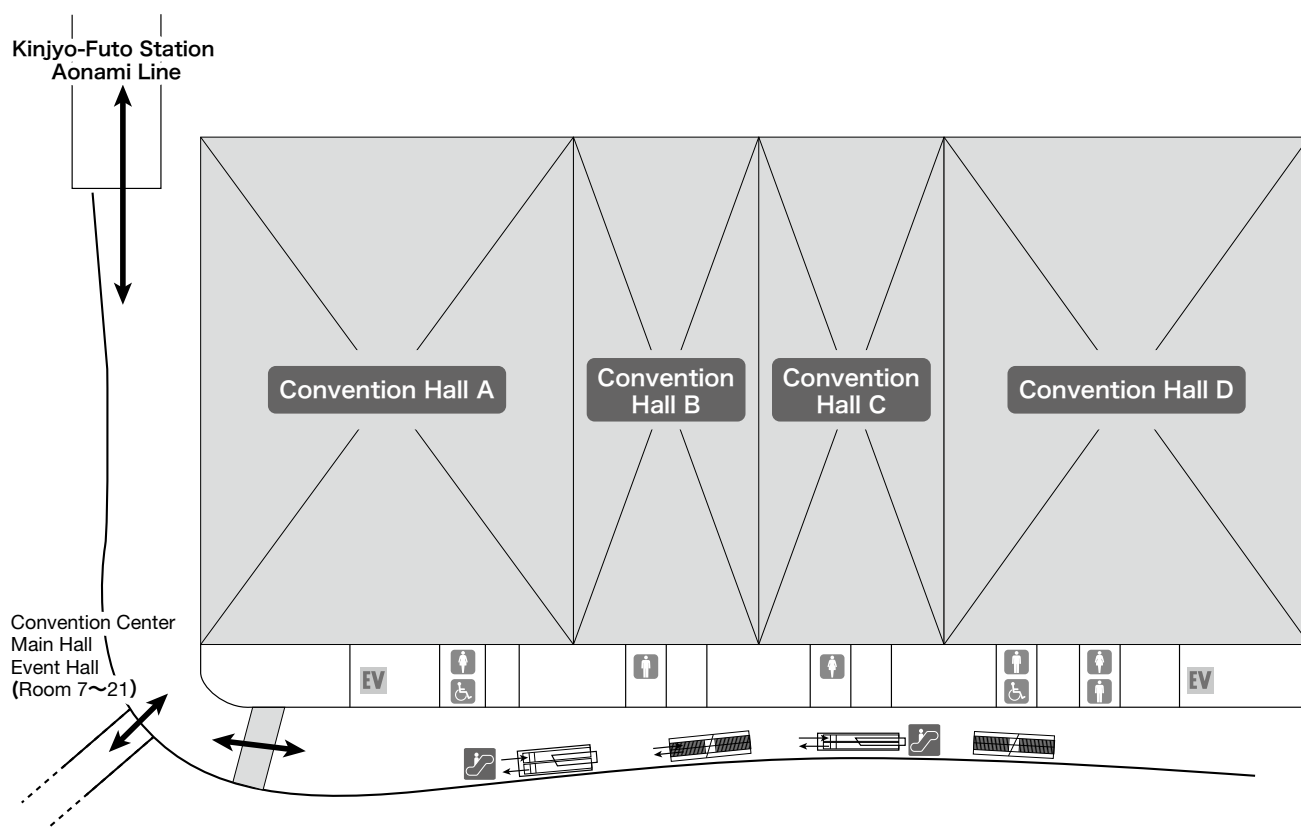 Kinjyo-Futo Station
Aonami Line
Convention Hall A
Convention
Hall B
Convention
Hall C
Convention Hall D
Convention Center
Main Hall
Event Hall
(Room 7〜21)
EV
EV